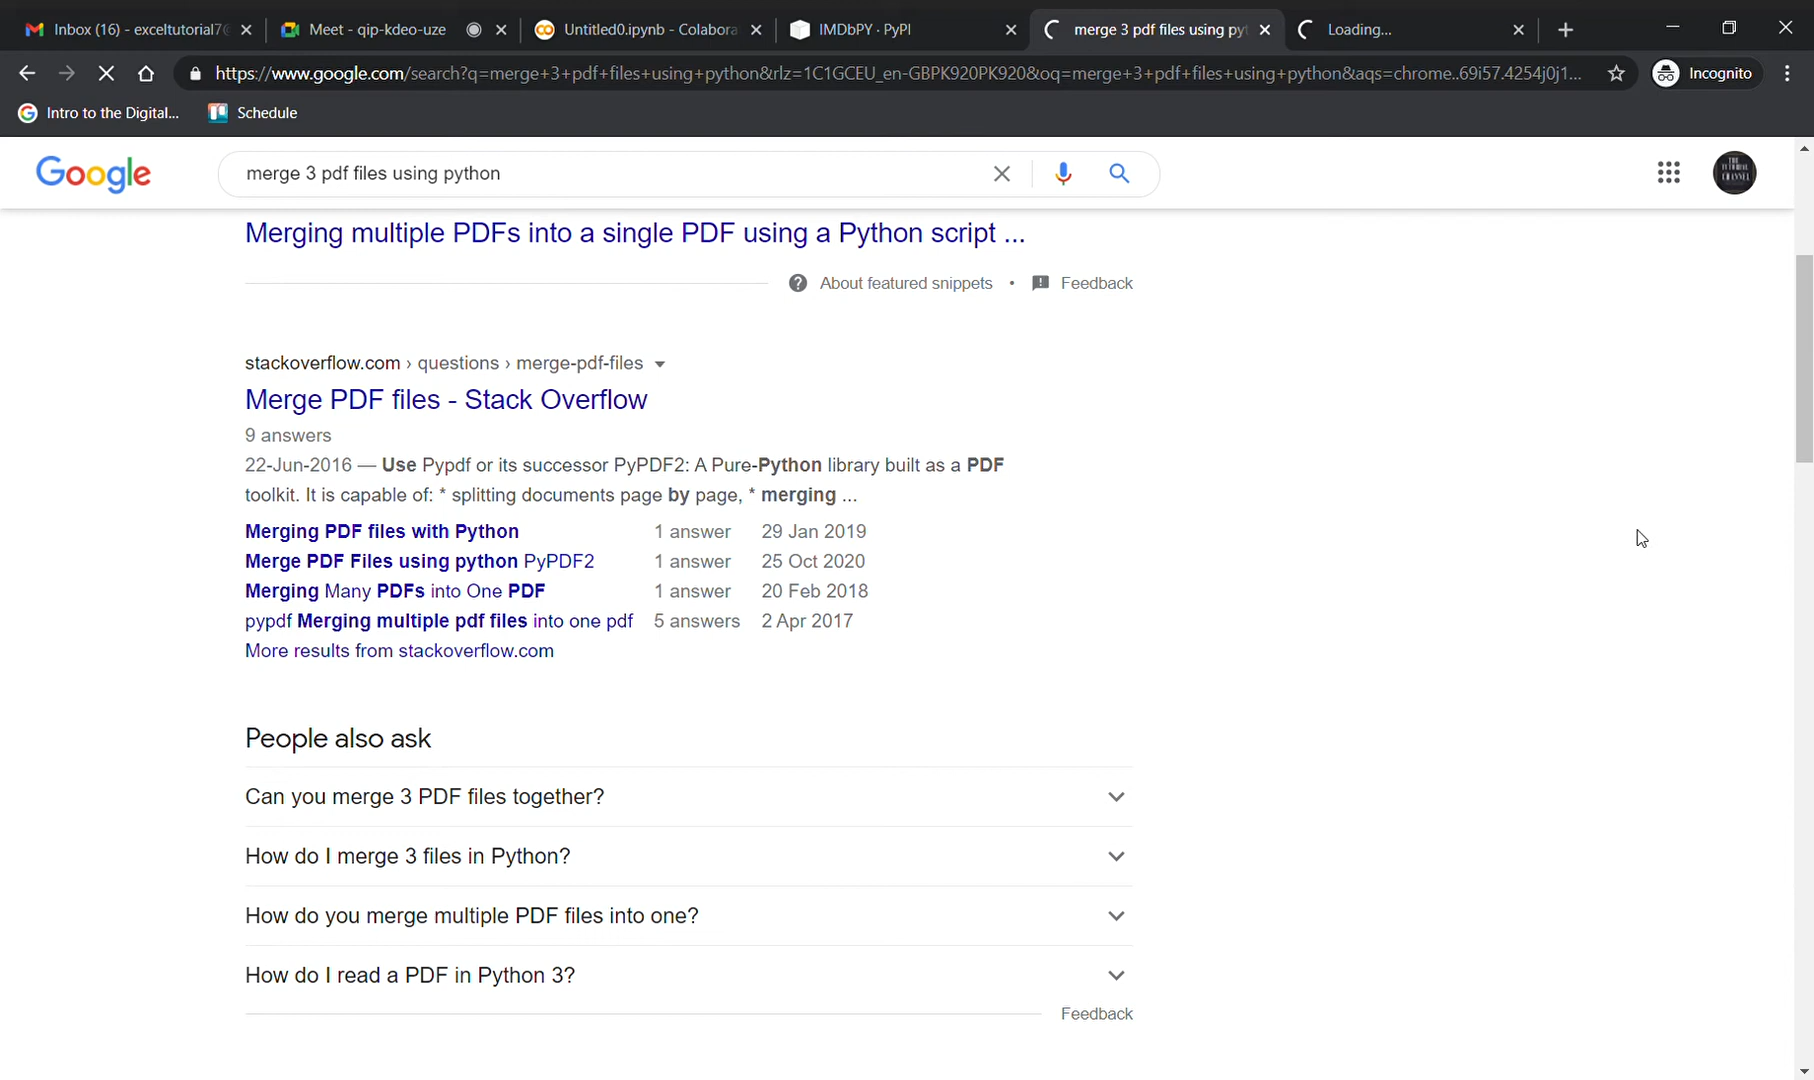 Inbox (16) - exceltutorial7@
Meet - qip-kdeo-uze
Untitled0.ipynb - Colabora
IMDbPY · PyPI
merge 3 pdf files using py
Loading...
https://www.google.com/search?q=merge+3+pdf+files+using+python&rlz=1C1GCEU_en-GBPK920PK920&oq=merge+3+pdf+files+using+python&aqs=chrome..69i57.4254j0j1...
Incognito
Intro to the Digital...
Schedule
Google
merge 3 pdf files using python
THE TUTORIAL CHANNEL
Merging multiple PDFs into a single PDF using a Python script ...
About featured snippets • Feedback
stackoverflow.com › questions › merge-pdf-files
Merge PDF files - Stack Overflow
9 answers
22-Jun-2016 — Use Pypdf or its successor PyPDF2: A Pure-Python library built as a PDF
toolkit. It is capable of: * splitting documents page by page, * merging ...
Merging PDF files with Python 1 answer 29 Jan 2019
Merge PDF Files using python PyPDF2 1 answer 25 Oct 2020
Merging Many PDFs into One PDF 1 answer 20 Feb 2018
pypdf Merging multiple pdf files into one pdf 5 answers 2 Apr 2017
More results from stackoverflow.com
People also ask
Can you merge 3 PDF files together?
How do I merge 3 files in Python?
How do you merge multiple PDF files into one?
How do I read a PDF in Python 3?
Feedback